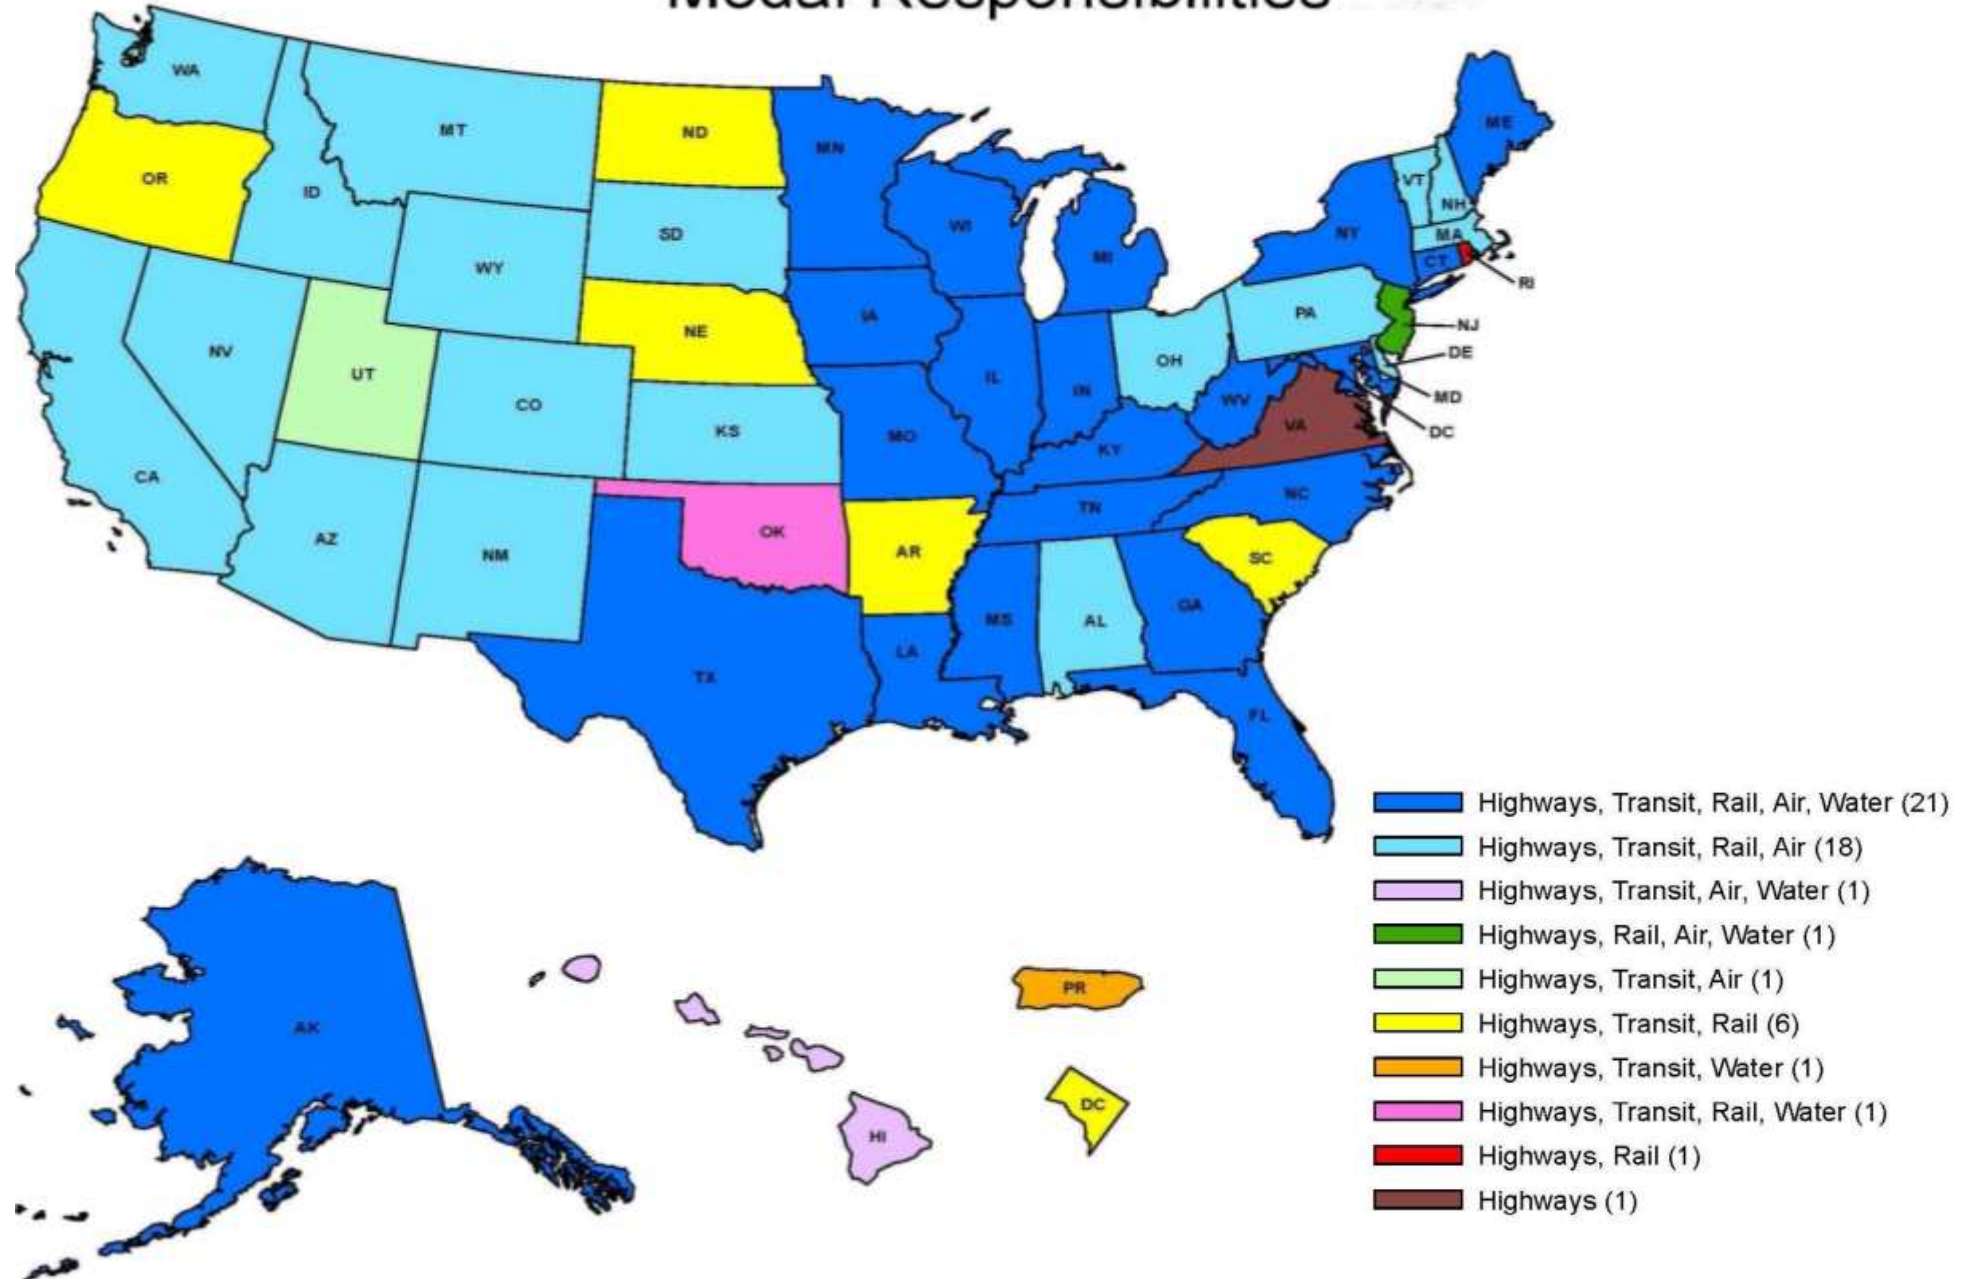 Modal Responsibilities
WA
MT
ND
MN
ME
OR
ID
VT
NH
SD
WI
NY
MA
WY
MI
CT
RI
IA
PA
NE
NJ
NV
DE
UT
OH
IL
IN
MD
CO
WV
KS
VA
DC
MO
KY
CA
NC
TN
AZ
OK
NM
AR
SC
GA
MS
AL
LA
TX
FL
AK
PR
DC
HI
Highways, Transit, Rail, Air, Water (21)
Highways, Transit, Rail, Air (18)
Highways, Transit, Air, Water (1)
Highways, Rail, Air, Water (1)
Highways, Transit, Air (1)
Highways, Transit, Rail (6)
Highways, Transit, Water (1)
Highways, Transit, Rail, Water (1)
Highways, Rail (1)
Highways (1)